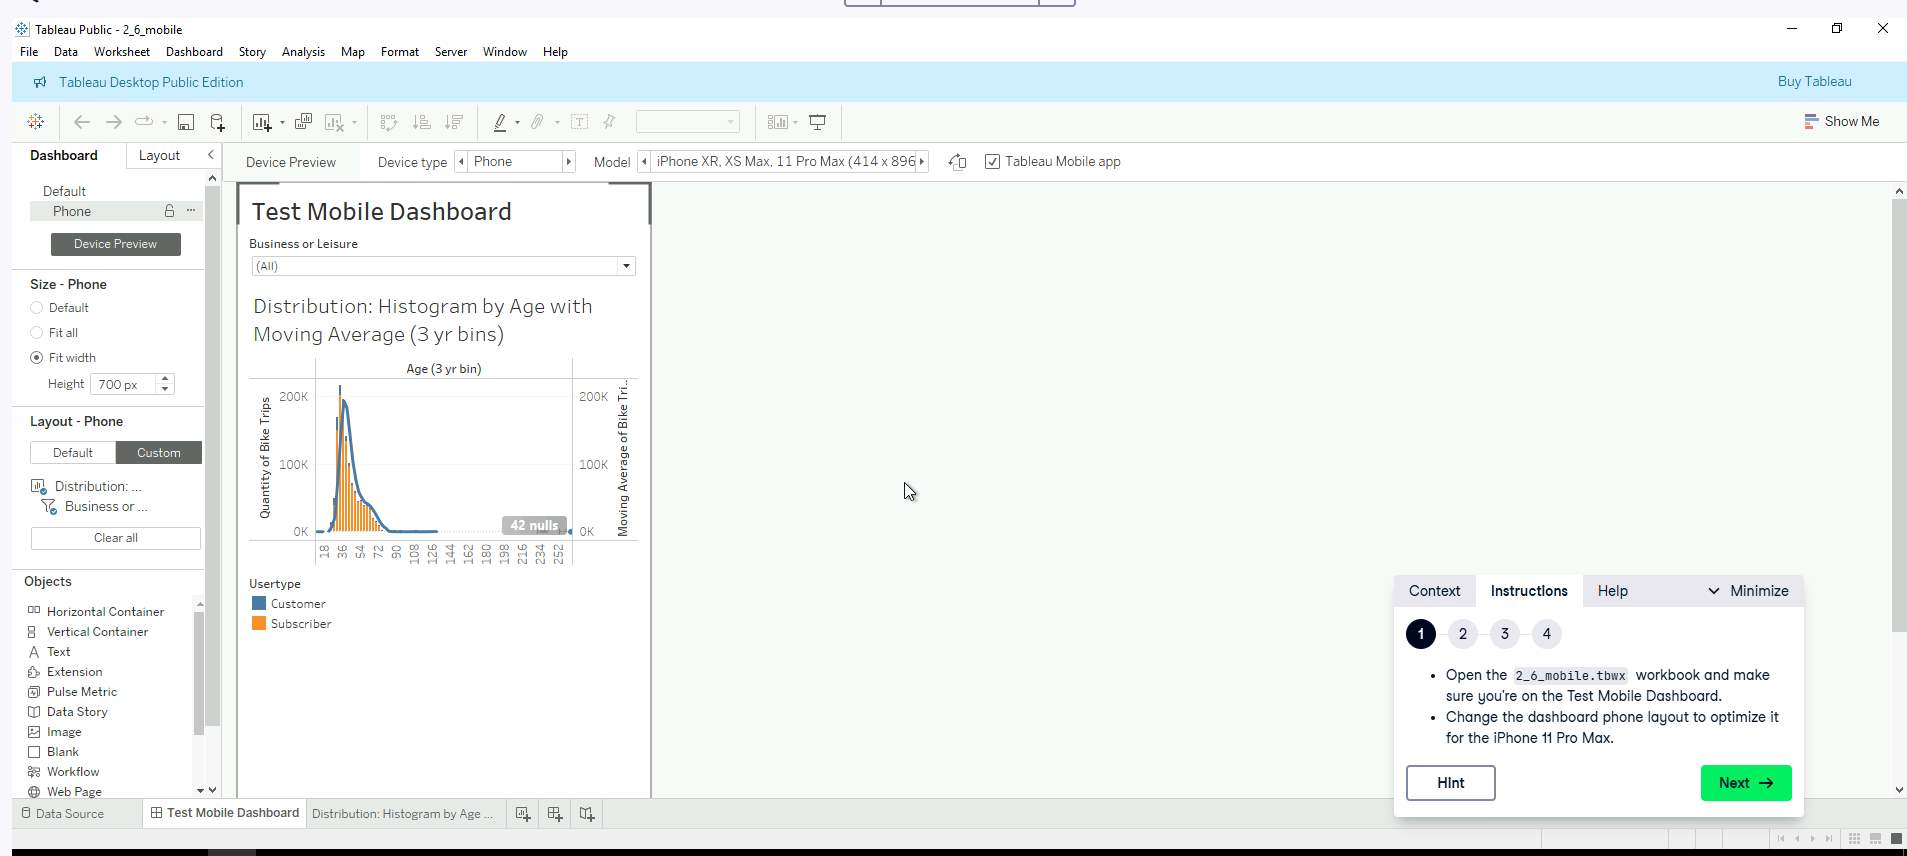 Tableau Public - 2_6_mobile
File Data Worksheet Dashboard Story Analysis Map Format Server Window Help
Tableau Desktop Public Edition
Buy Tableau
Show Me
Dashboard Layout
Device Preview Device type Phone Model iPhone XR, XS Max, 11 Pro Max (414 x 896 Tableau Mobile app
Default
Phone
Device Preview
Size - Phone
Default
Fit all
Fit width
Height 700 px
Layout - Phone
Default Custom
Distribution: ...
Business or ...
Clear all
Objects
Horizontal Container
Vertical Container
Text
Extension
Pulse Metric
Data Story
Image
Blank
Workflow
Web Page
Test Mobile Dashboard
Business or Leisure
(All)
Distribution: Histogram by Age with
Moving Average (3 yr bins)
Age (3 yr bin)
Quantity of Bike Trips
200K
100K
0K
200K
100K
0K
Moving Average of Bike Tri..
42 nulls
18 36 54 72 90 108 126 144 162 180 198 216 234 252
Usertype
Customer
Subscriber
Context Instructions Help Minimize
1 2 3 4
• Open the 2_6_mobile.tbwx workbook and make
sure you're on the Test Mobile Dashboard.
• Change the dashboard phone layout to optimize it
for the iPhone 11 Pro Max.
Hint Next
Data Source Test Mobile Dashboard Distribution: Histogram by Age ...